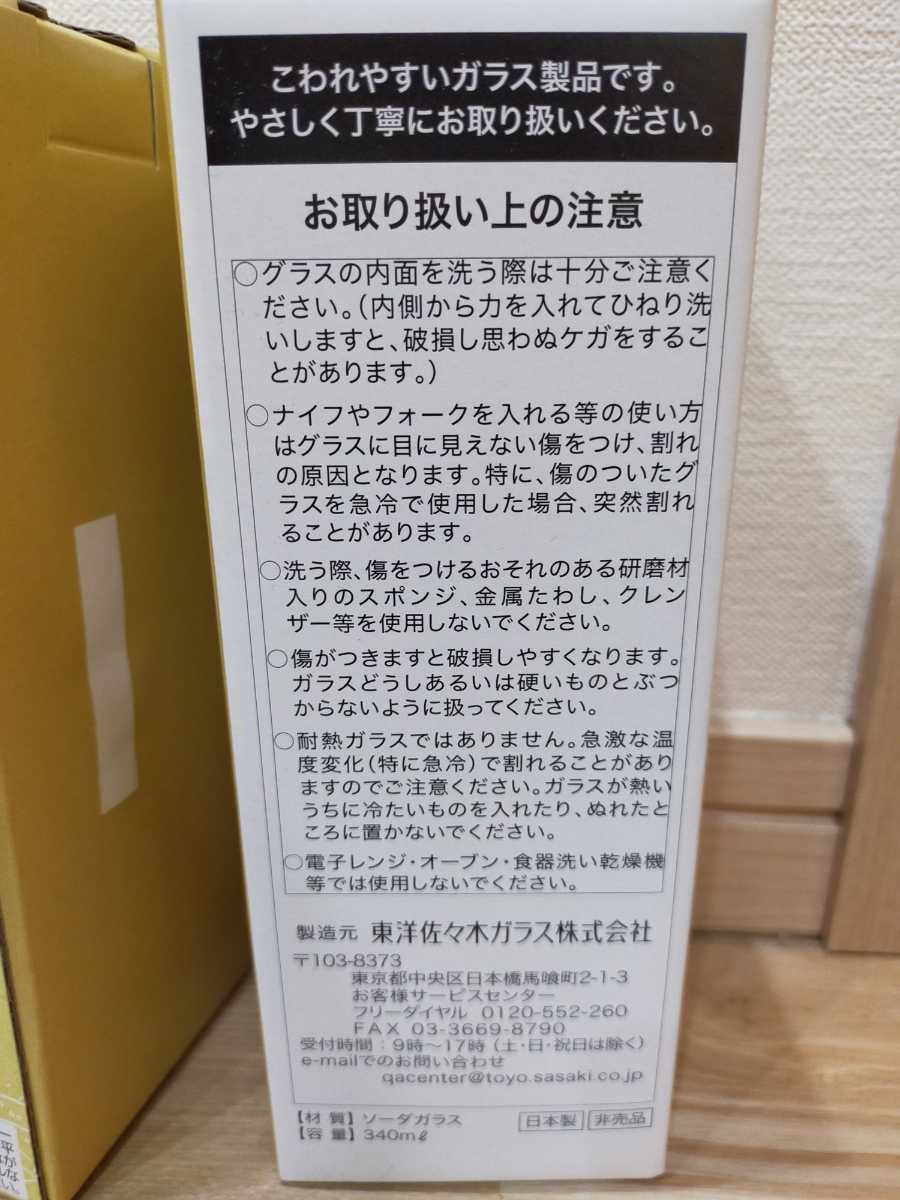 こわれやすいガラス製品です。
やさしく丁寧にお取り扱いください。
お取り扱い上の注意
○グラスの内面を洗う際は十分ご注意く
ださい。(内側から力を入れてひねり洗
いしますと、破損し思わぬケガをするこ
とがあります。)
○ナイフやフォークを入れる等の使い方
はグラスに目に見えない傷をつけ、割れ
の原因となります。特に、傷のついたグ
ラスを急冷で使用した場合、突然割れ
ることがあります。
○洗う際、傷をつけるおそれのある研磨材
入りのスポンジ、金属たわし、クレン
ザー等を使用しないでください。
○傷がつきますと破損しやすくなります。
ガラスどうしあるいは硬いものとぶつ
からないように扱ってください。
○耐熱ガラスではありません。急激な温
度変化(特に急冷)で割れることがあり
ますのでご注意ください。ガラスが熱い
うちに冷たいものを入れたり、ぬれたと
ころに置かないでください。
○電子レンジ・オーブン・食器洗い乾燥機
等では使用しないでください。
製造元 東洋佐々木ガラス株式会社
〒103-8373
東京都中央区日本橋馬喰町2-1-3
お客様サービスセンター
フリーダイヤル 0120-552-260
FAX 03-3669-8790
受付時間:9時〜17時(土・日・祝日は除く)
e-mailでのお問い合わせ
qacenter@toyo.sasaki.co.jp
【材 質】ソーダガラス
【容 量】340mℓ
日本製 非売品